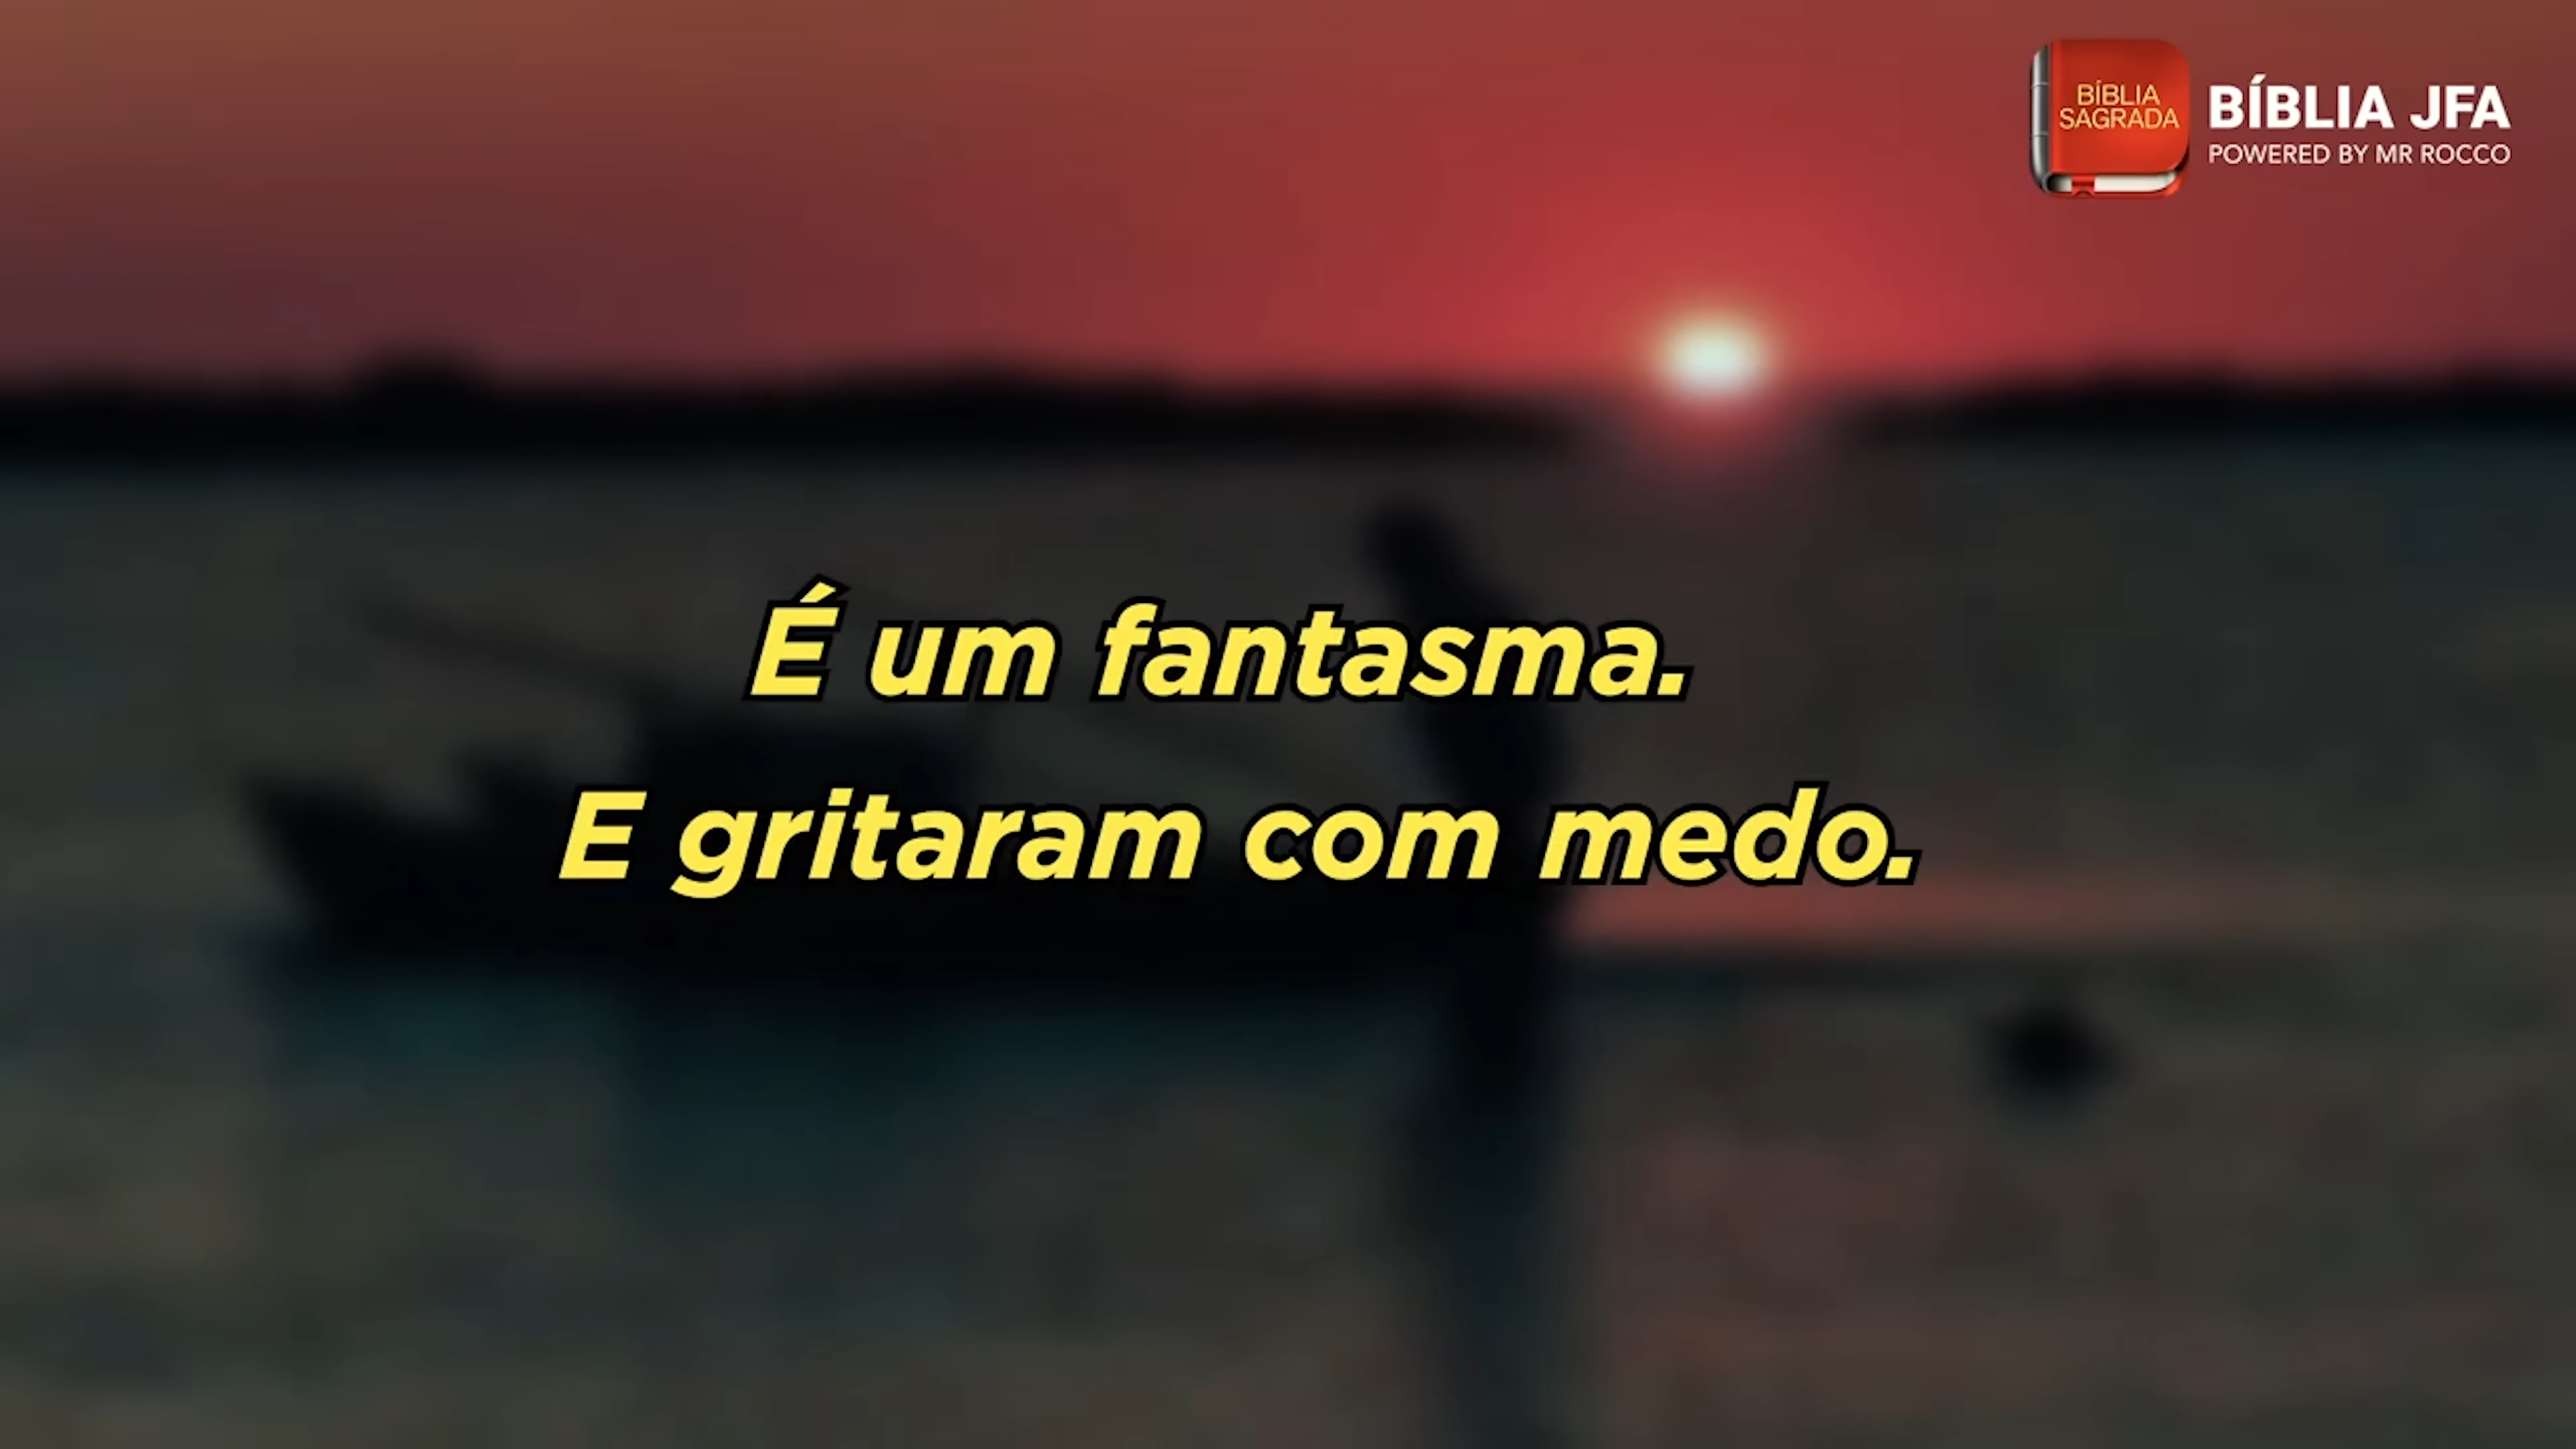 BÍBLIA
SAGRADA
BÍBLIA JFA
POWERED BY MR ROCCO
É um fantasma.
E gritaram com medo.